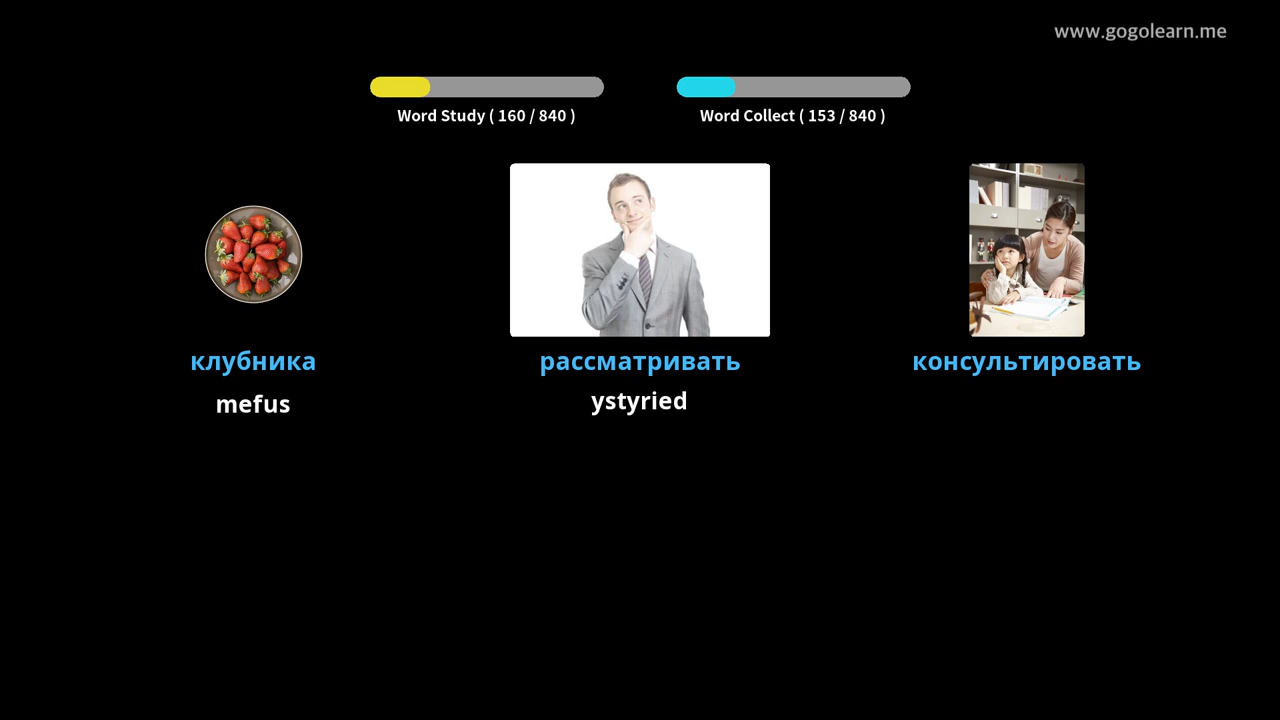 www.gogolearn.me
Word Study ( 160 / 840 )
Word Collect ( 153 / 840 )
клубника
mefus
рассматривать
ystyried
консультировать